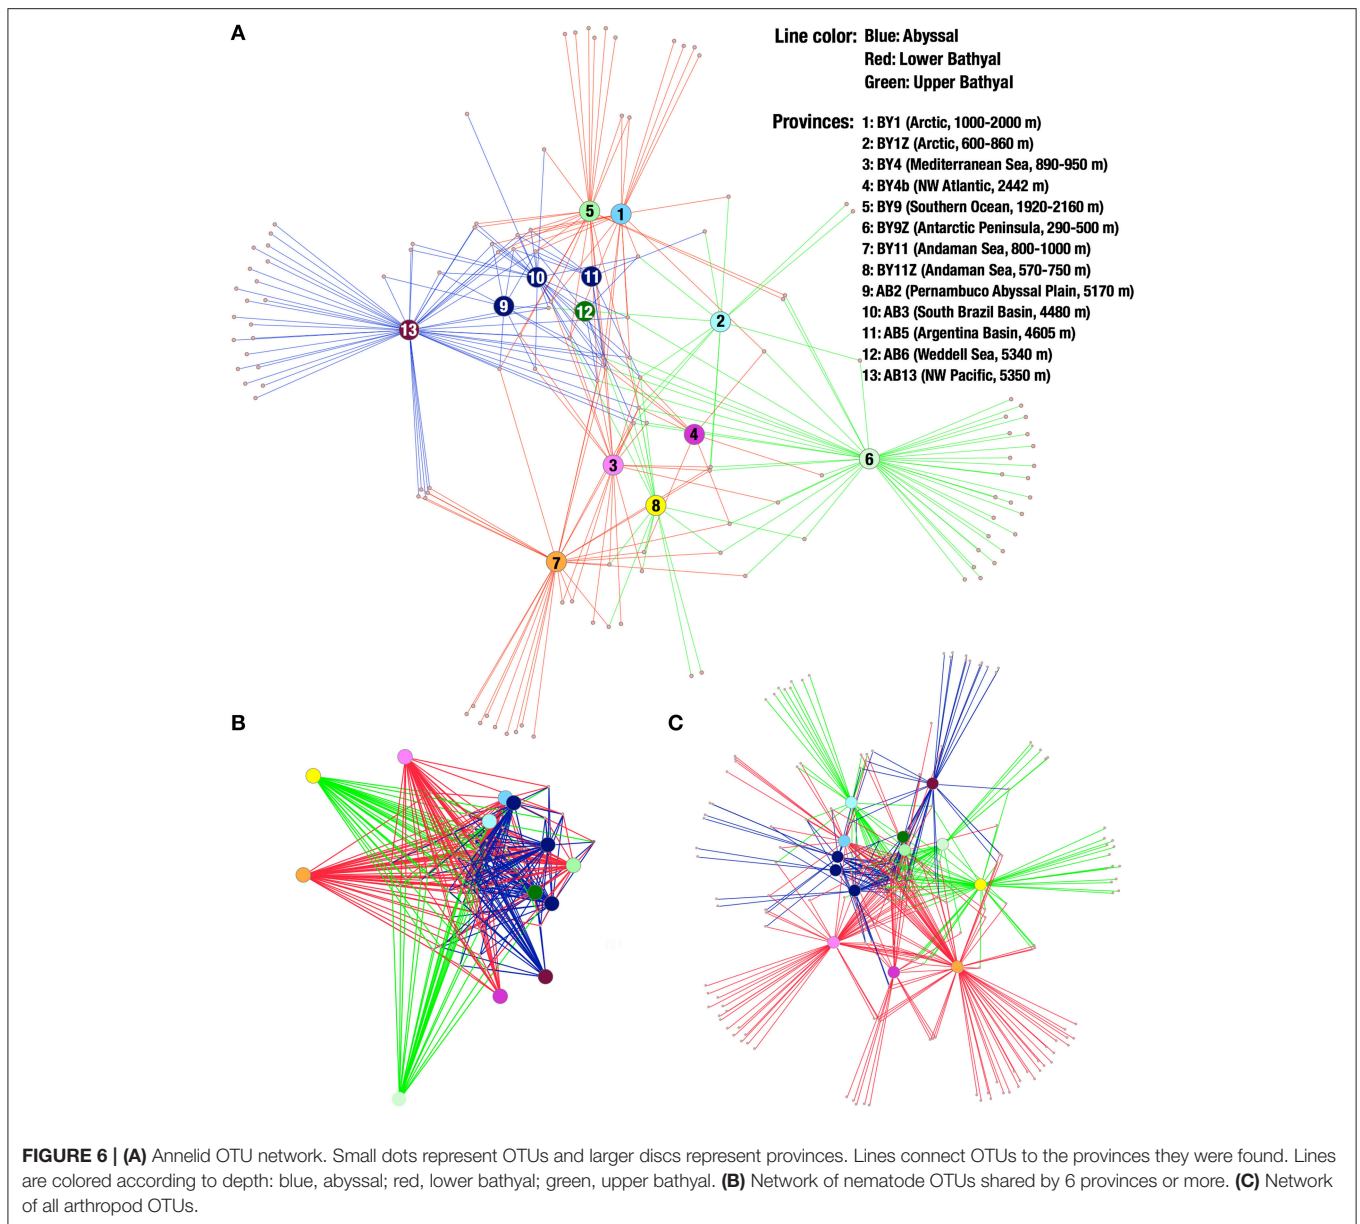 A
Line color: Blue: Abyssal
Red: Lower Bathyal
Green: Upper Bathyal
Provinces: 1: BY1 (Arctic, 1000-2000 m)
2: BY1Z (Arctic, 600-860 m)
3: BY4 (Mediterranean Sea, 890-950 m)
4: BY4b (NW Atlantic, 2442 m)
5: BY9 (Southern Ocean, 1920-2160 m)
6: BY9Z (Antarctic Peninsula, 290-500 m)
7: BY11 (Andaman Sea, 800-1000 m)
8: BY11Z (Andaman Sea, 570-750 m)
9: AB2 (Pernambuco Abyssal Plain, 5170 m)
10: AB3 (South Brazil Basin, 4480 m)
11: AB5 (Argentina Basin, 4605 m)
12: AB6 (Weddell Sea, 5340 m)
13: AB13 (NW Pacific, 5350 m)
5
1
10
11
9
12
13
2
4
3
6
8
7
B
C
FIGURE 6 | (A) Annelid OTU network. Small dots represent OTUs and larger discs represent provinces. Lines connect OTUs to the provinces they were found. Lines
are colored according to depth: blue, abyssal; red, lower bathyal; green, upper bathyal. (B) Network of nematode OTUs shared by 6 provinces or more. (C) Network
of all arthropod OTUs.